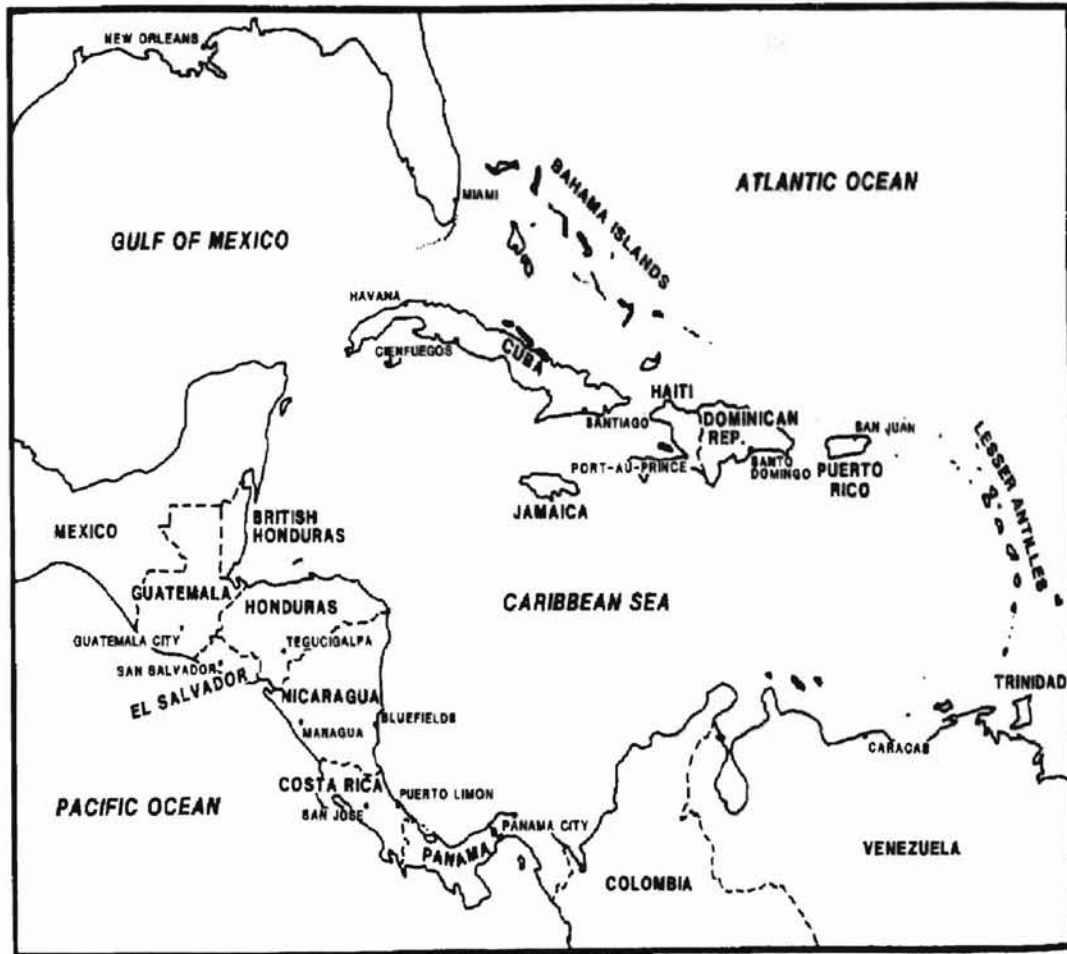 NEW ORLEANS
ATLANTIC OCEAN
BAHAMA ISLANDS
MIAMI
GULF OF MEXICO
HAVANA
CIENFUEGOS
CUBA
HAITI
SANTIAGO
DOMINICAN
REP.
SAN JUAN
PORT-AU-PRINCE
SANTO
DOMINGO
PUERTO
RICO
LESSER ANTILLES
JAMAICA
MEXICO
BRITISH
HONDURAS
GUATEMALA
HONDURAS
CARIBBEAN SEA
GUATEMALA CITY
TEGUCIGALPA
SAN SALVADOR
EL SALVADOR
NICARAGUA
TRINIDAD
BLUEFIELDS
MANAGUA
CARACAS
COSTA RICA
PUERTO LIMON
PACIFIC OCEAN
SAN JOSE
PANAMA CITY
PANAMA
VENEZUELA
COLOMBIA